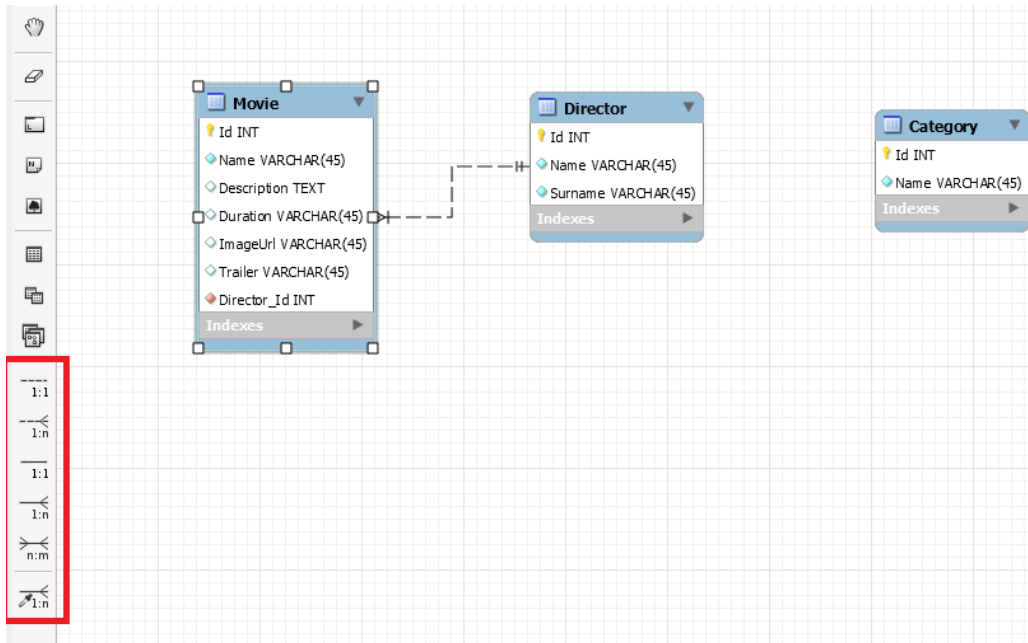 Movie
Id INT
Name VARCHAR(45)
Description TEXT
Duration VARCHAR(45)
ImageUrl VARCHAR(45)
Trailer VARCHAR(45)
Director_Id INT
Indexes
Director
Id INT
Name VARCHAR(45)
Surname VARCHAR(45)
Indexes
Category
Id INT
Name VARCHAR(45)
Indexes
1:1
1:n
1:1
1:n
n:m
1:n